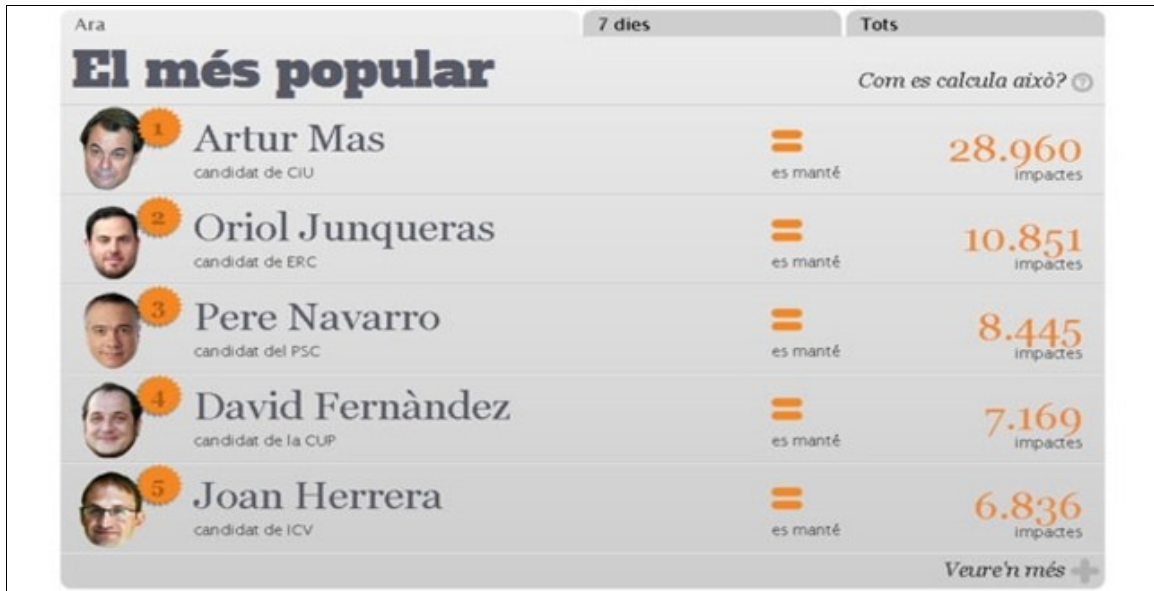 Ara 7 dies Tots
El més popular
Com es calcula això? ?
1 Artur Mas = 28.960
candidat de CiU es manté impactes
2 Oriol Junqueras = 10.851
candidat de ERC es manté impactes
3 Pere Navarro = 8.445
candidat del PSC es manté impactes
4 David Fernàndez = 7.169
candidat de la CUP es manté impactes
5 Joan Herrera = 6.836
candidat de ICV es manté impactes
Veure'n més +